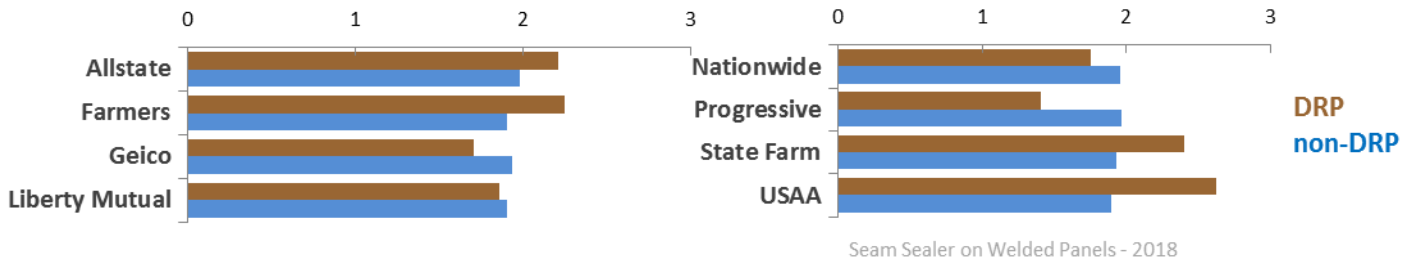 0 1 2 3
Allstate
Farmers
Geico
Liberty Mutual
0 1 2 3
Nationwide
Progressive
State Farm
USAA
DRP
non-DRP
Seam Sealer on Welded Panels - 2018